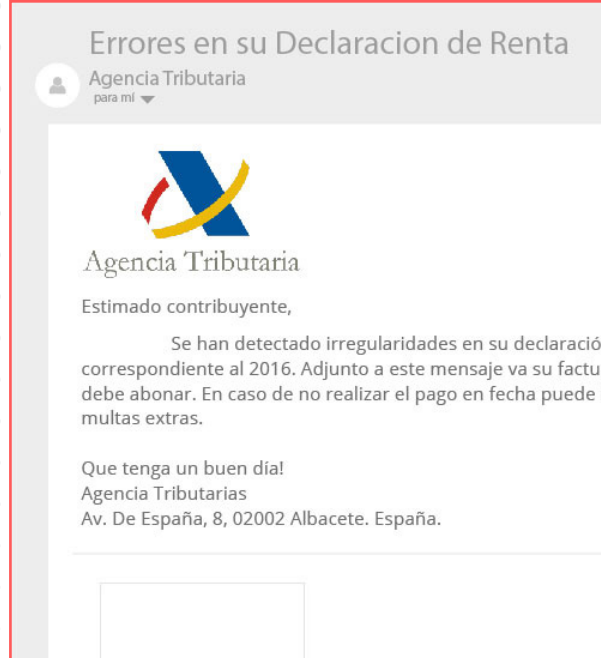 Errores en su Declaracion de Renta
Agencia Tributaria
para mí
Agencia Tributaria
Estimado contribuyente,
Se han detectado irregularidades en su declaració
correspondiente al 2016. Adjunto a este mensaje va su factu
debe abonar. En caso de no realizar el pago en fecha puede
multas extras.
Que tenga un buen día!
Agencia Tributarias
Av. De España, 8, 02002 Albacete. España.